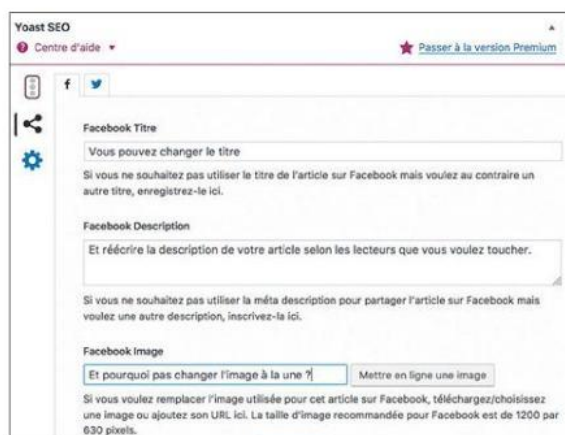 Yoast SEO
Centre d'aide
Passer à la version Premium
Facebook Titre
Vous pouvez changer le titre
Si vous ne souhaitez pas utiliser le titre de l'article sur Facebook mais voulez au contraire un
autre titre, enregistrez-le ici.
Facebook Description
Et réécrire la description de votre article selon les lecteurs que vous voulez toucher.
Si vous ne souhaitez pas utiliser la méta description pour partager l'article sur Facebook mais
voulez une autre description, inscrivez-la ici.
Facebook Image
Et pourquoi pas changer l'image à la une ?
Mettre en ligne une image
Si vous voulez remplacer l'image utilisée pour cet article sur Facebook, téléchargez/choisissez
une image ou ajoutez son URL ici. La taille d'image recommandée pour Facebook est de 1200 par
630 pixels.